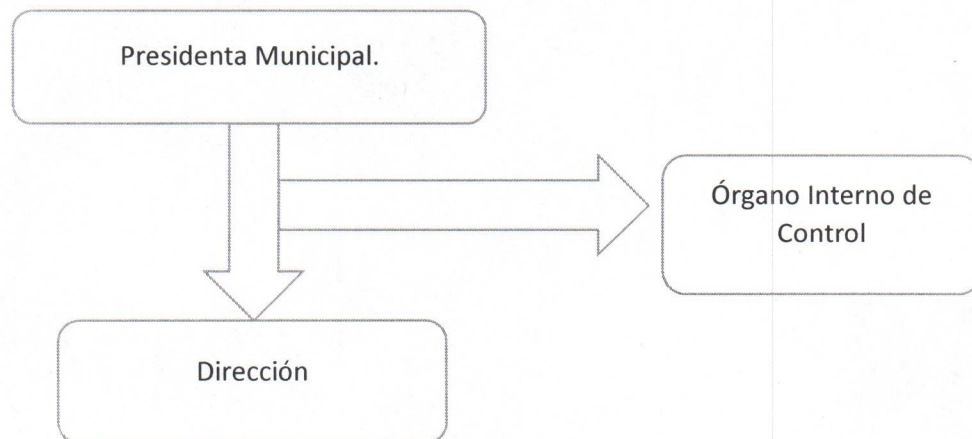 Presidenta Municipal.
Órgano Interno de
Control
Dirección